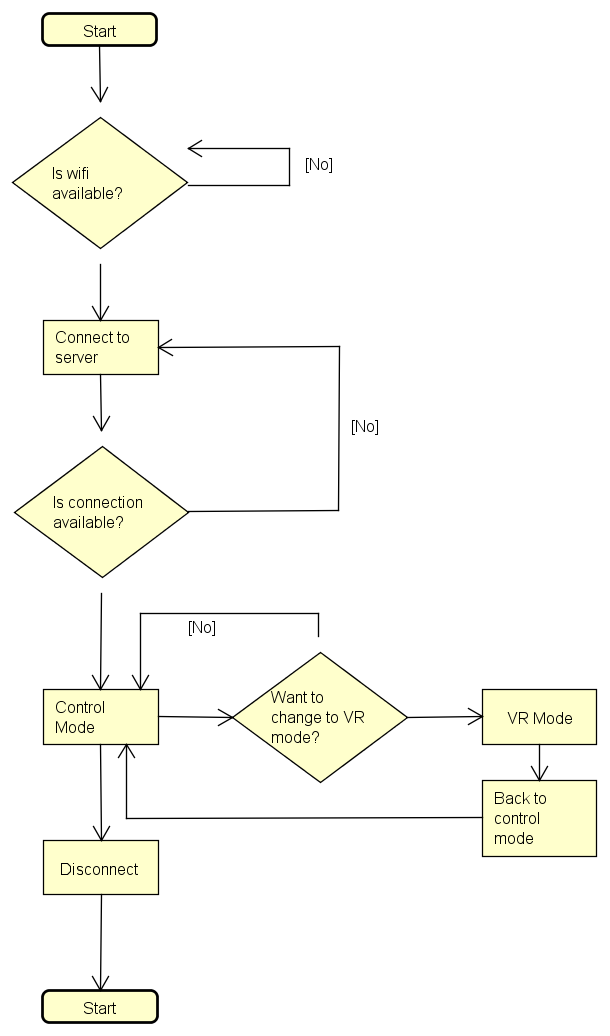 Start
Is wifi
available?
[No]
Connect to
server
[No]
Is connection
available?
[No]
Control
Mode
Want to
change to VR
mode?
VR Mode
Back to
control
mode
Disconnect
Start